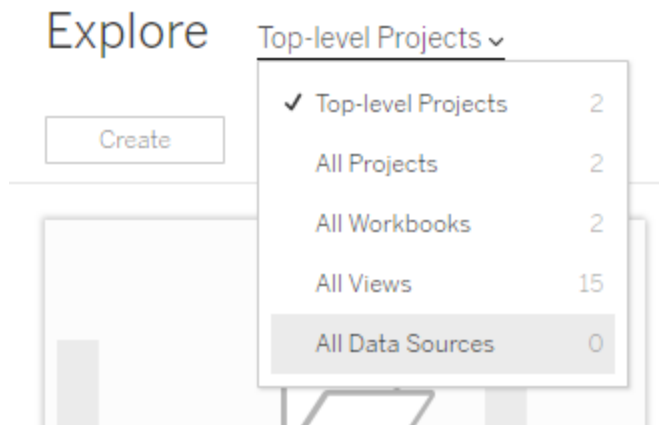 Explore Top-level Projects
Top-level Projects 2
Create
All Projects 2
All Workbooks 2
All Views 15
All Data Sources 0